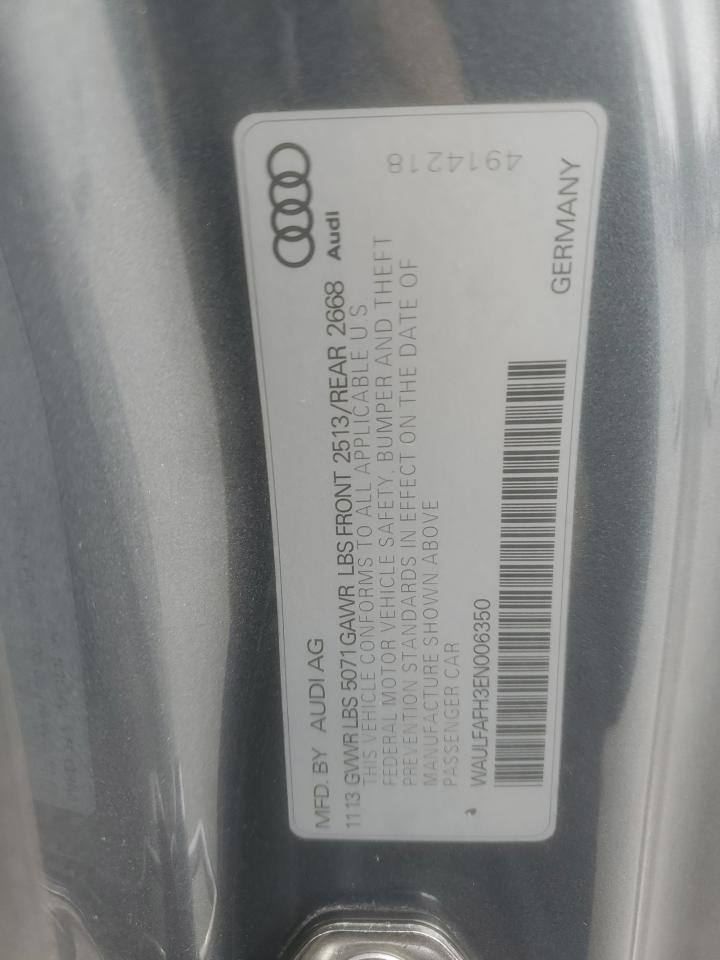 MFD. BY AUDI AG
Audi
11 13 GVWR LBS 5071 GAWR LBS FRONT 2513/REAR 2668
THIS VEHICLE CONFORMS TO ALL APPLICABLE U.S.
FEDERAL MOTOR VEHICLE SAFETY, BUMPER AND THEFT
PREVENTION STANDARDS IN EFFECT ON THE DATE OF
MANUFACTURE SHOWN ABOVE
PASSENGER CAR
WAULFAFH3EN006350
GERMANY
4914218